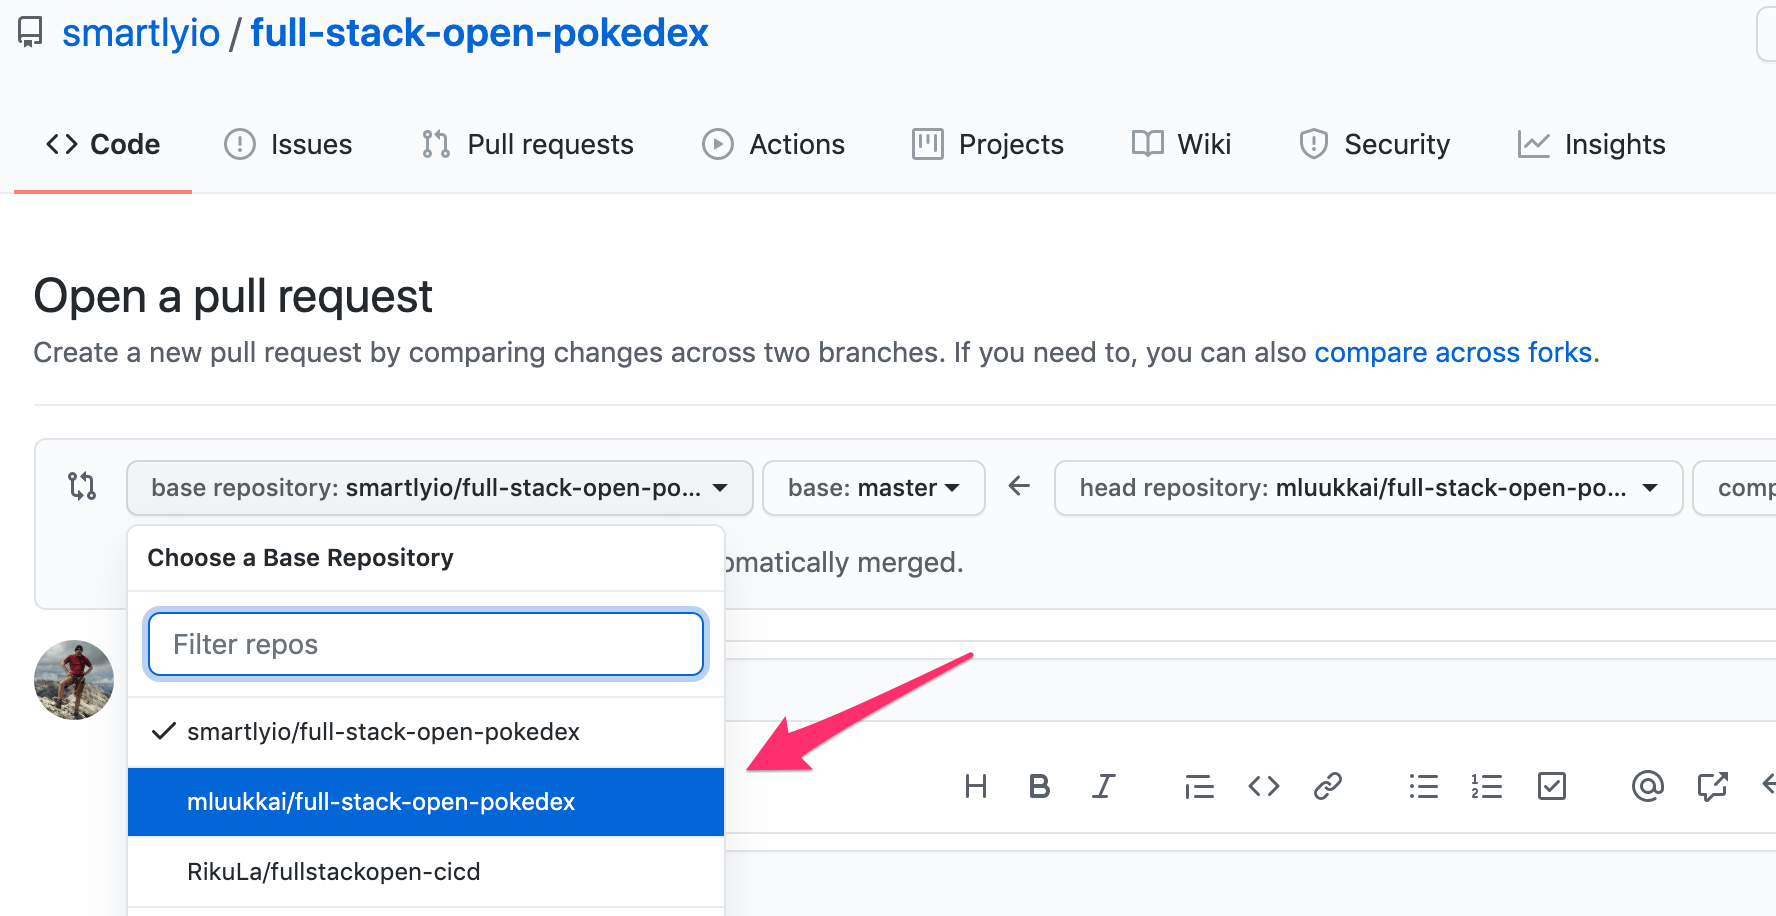 smartlyio / full-stack-open-pokedex
Code Issues Pull requests Actions Projects Wiki Security Insights
Open a pull request
Create a new pull request by comparing changes across two branches. If you need to, you can also compare across forks.
base repository: smartlyio/full-stack-open-po... base: master head repository: mluukkai/full-stack-open-po... comp
Choose a Base Repository
omatically merged.
Filter repos
smartlyio/full-stack-open-pokedex
mluukkai/full-stack-open-pokedex
RikuLa/fullstackopen-cicd